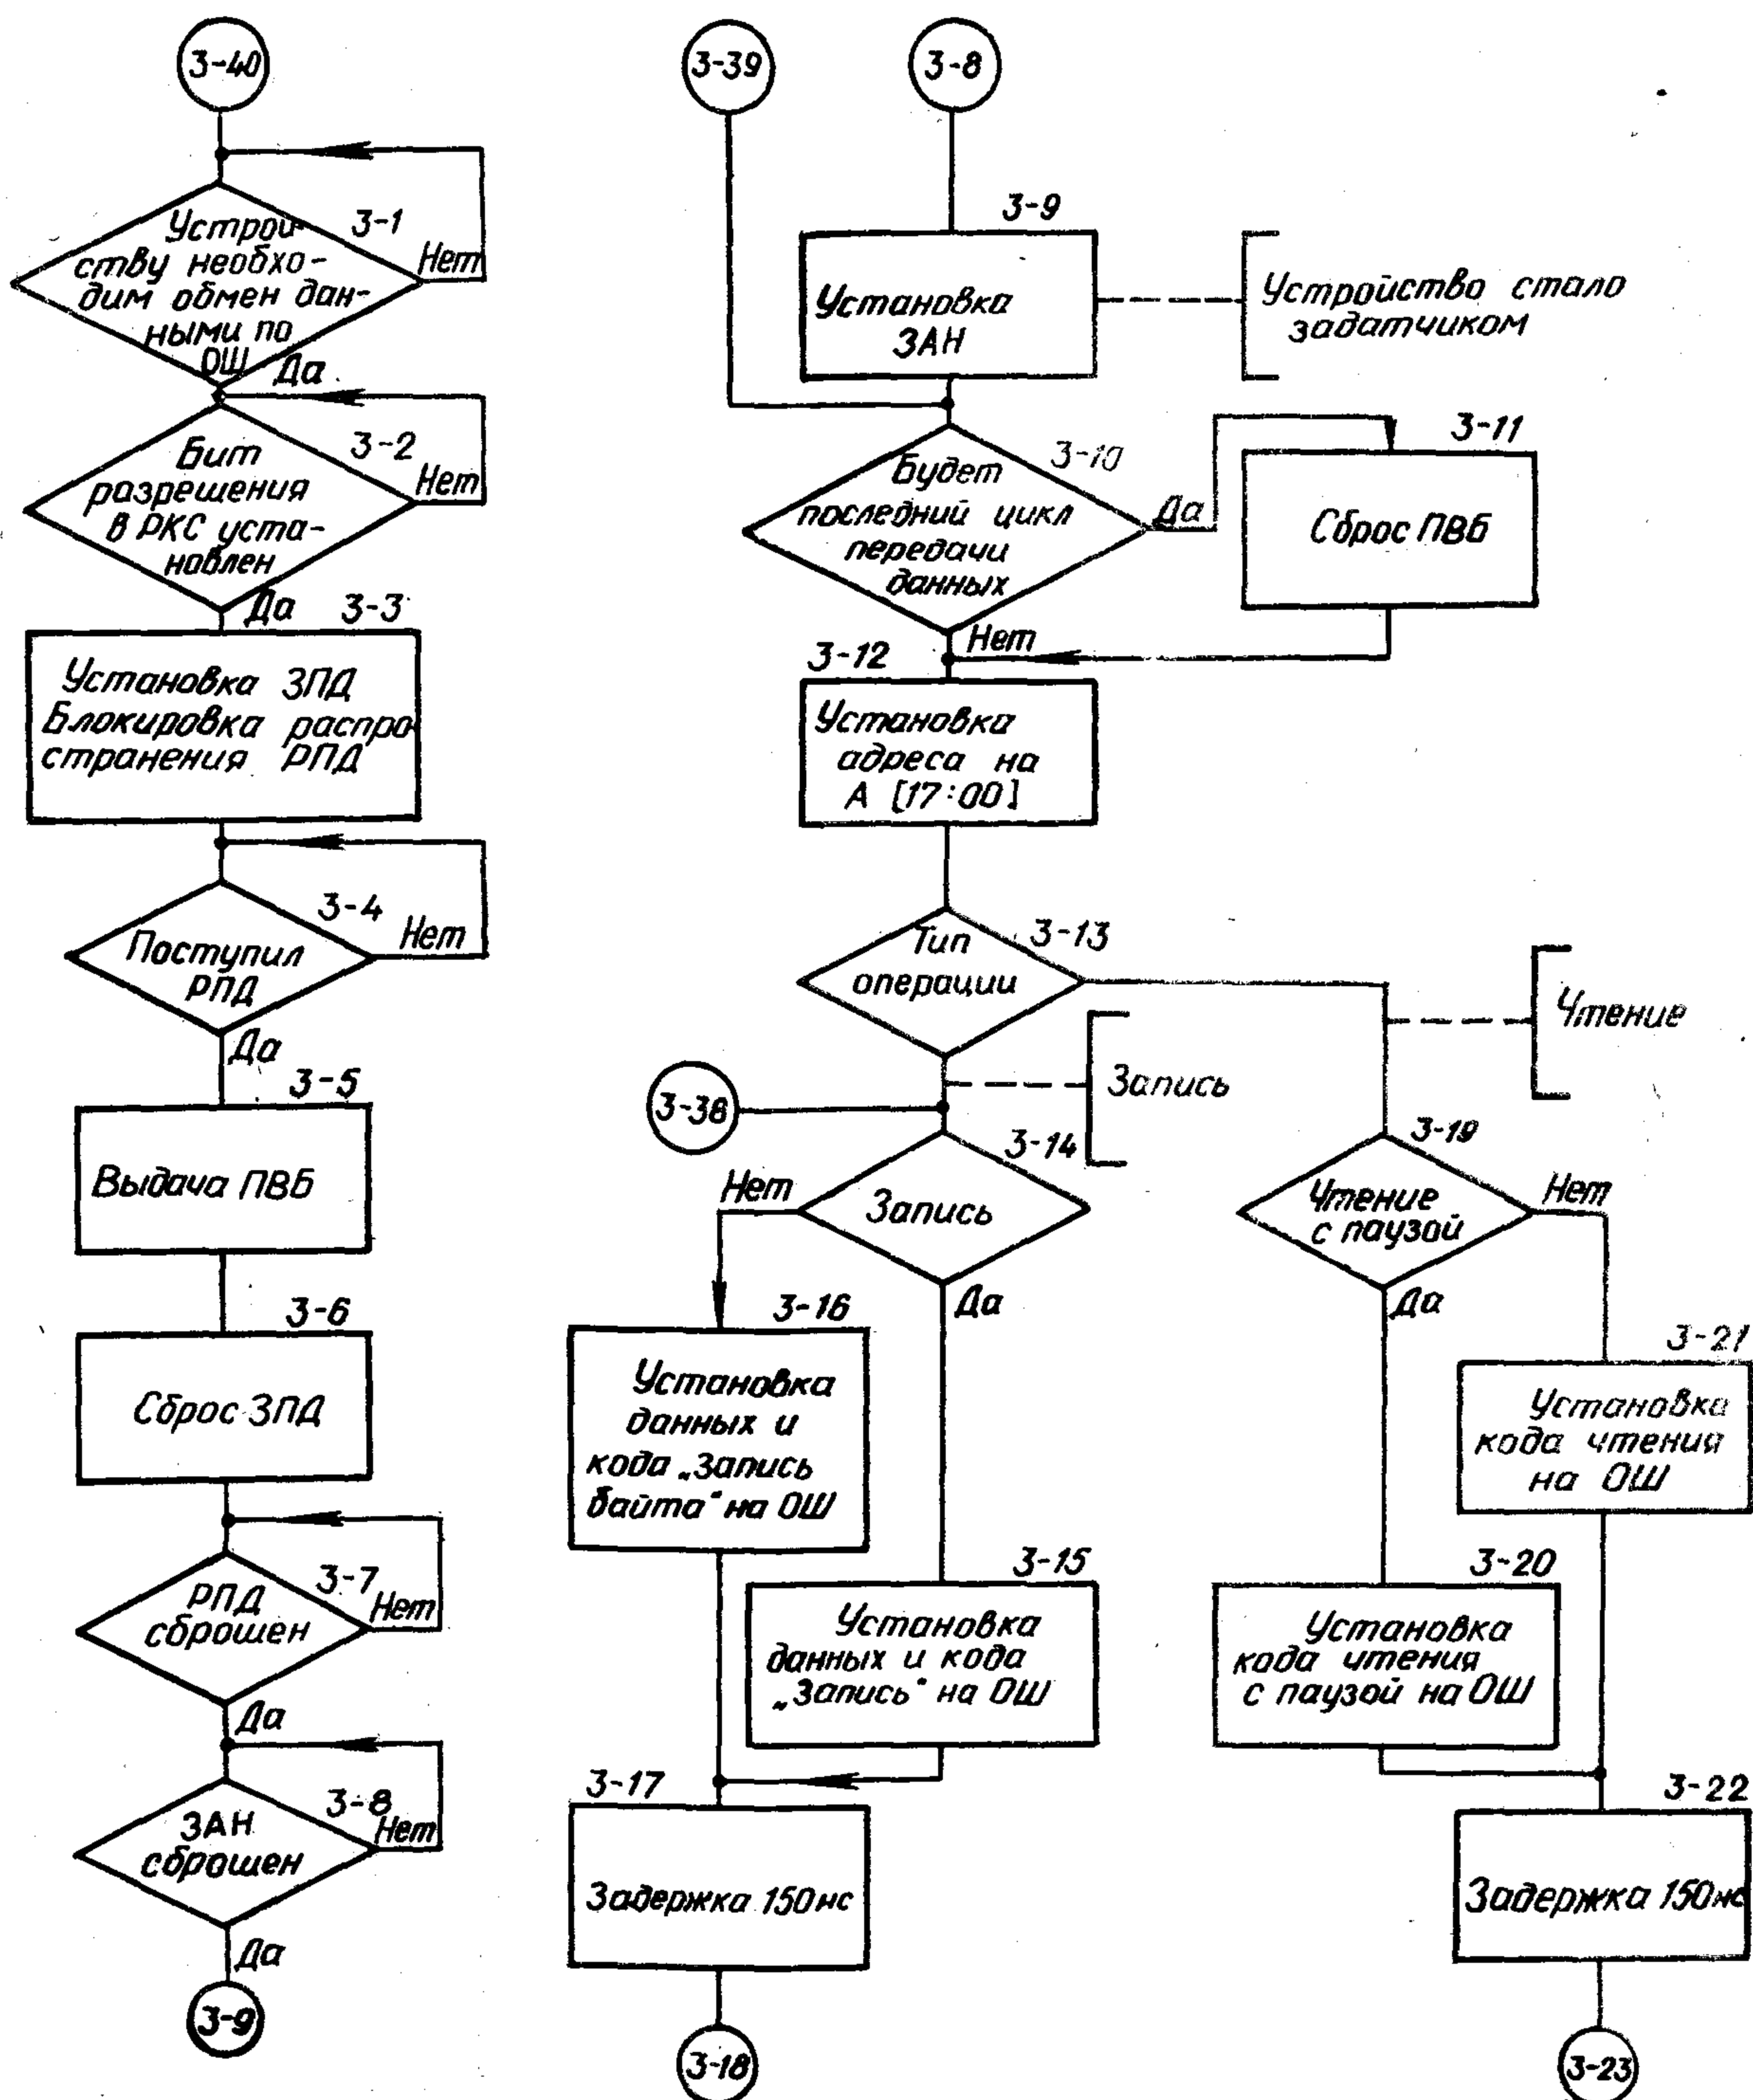 3-40
3-1
Устрой-
ству необхо-
дим обмен дан-
ными по
ОШ
Нет
Да
3-2
Бит
разрешения
в РКС уста-
новлен
Нет
Да
3-3
Установка ЗПД
Блокировка распро-
странения РПД
3-4
Поступил
РПД
Нет
Да
3-5
Выдача ПВБ
3-6
Сброс ЗПД
3-7
РПД
сброшен
Нет
Да
3-8
ЗАН
сброшен
Нет
Да
3-9
3-39
3-8
3-9
Установка
ЗАН
Устройство стало
задатчиком
3-10
Будет
последний цикл
передачи
данных
Да
3-11
Сброс ПВБ
Нет
3-12
Установка
адреса на
А [17:00]
3-13
Тип
операции
Чтение
Запись
3-38
3-14
Запись
Нет
Да
3-19
Чтение
с паузой
Нет
Да
3-16
Установка
данных и
кода „Запись
байта“ на ОШ
3-21
Установка
кода чтения
на ОШ
3-15
Установка
данных и кода
„Запись“ на ОШ
3-20
Установка
кода чтения
с паузой на ОШ
3-17
Задержка 150 нс
3-22
Задержка 150 нс
3-18
3-23